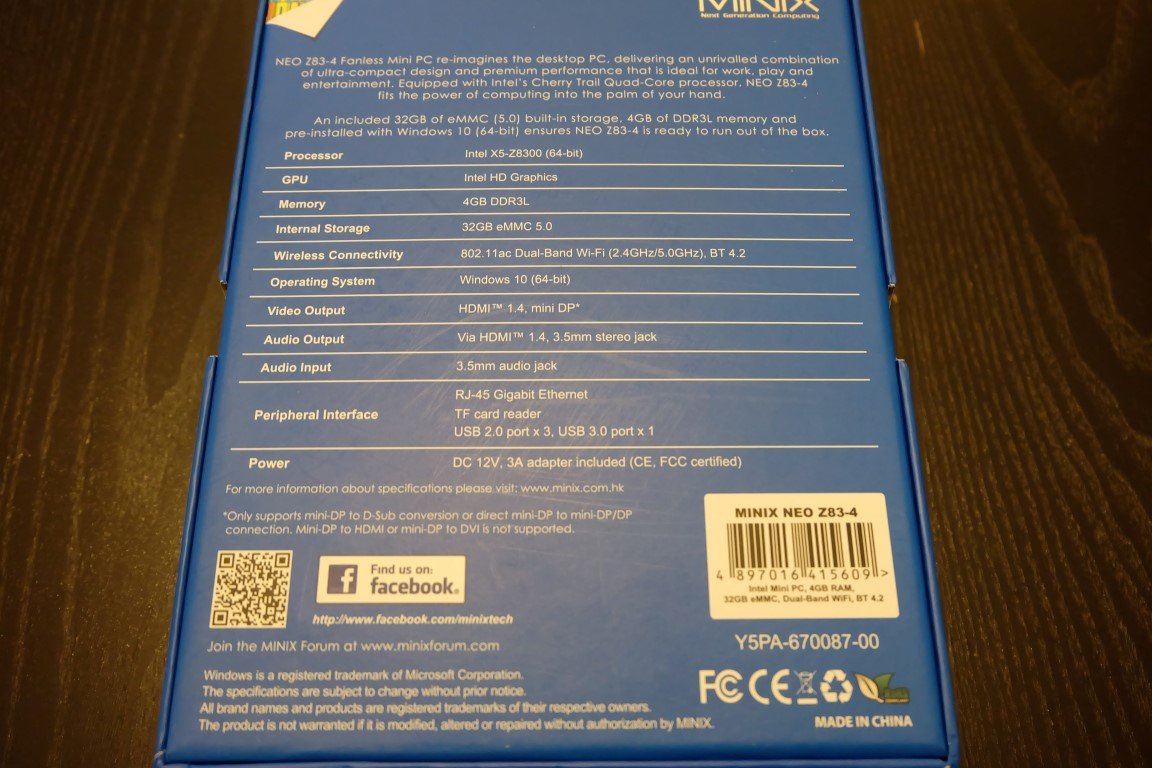 MINIX
Next Generation Computing
NEO Z83-4 Fanless Mini PC re-imagines the desktop PC, delivering an unrivalled combination
of ultra-compact design and premium performance that is ideal for work, play and
entertainment. Equipped with Intel's Cherry Trail Quad-Core processor, NEO Z83-4
fits the power of computing into the palm of your hand.
An included 32GB of eMMC (5.0) built-in storage, 4GB of DDR3L memory and
pre-installed with Windows 10 (64-bit) ensures NEO Z83-4 is ready to run out of the box.
Processor Intel X5-Z8300 (64-bit)
GPU Intel HD Graphics
Memory 4GB DDR3L
Internal Storage 32GB eMMC 5.0
Wireless Connectivity 802.11ac Dual-Band Wi-Fi (2.4GHz/5.0GHz), BT 4.2
Operating System Windows 10 (64-bit)
Video Output HDMI™ 1.4, mini DP*
Audio Output Via HDMI™ 1.4, 3.5mm stereo jack
Audio Input 3.5mm audio jack
Peripheral Interface RJ-45 Gigabit Ethernet
TF card reader
USB 2.0 port x 3, USB 3.0 port x 1
Power DC 12V, 3A adapter included (CE, FCC certified)
For more information about specifications please visit: www.minix.com.hk
*Only supports mini-DP to D-Sub conversion or direct mini-DP to mini-DP/DP
connection. Mini-DP to HDMI or mini-DP to DVI is not supported.
MINIX NEO Z83-4
4 897016 415609 >
Intel Mini PC, 4GB RAM,
32GB eMMC, Dual-Band WiFi, BT 4.2
Find us on:
facebook.
http://www.facebook.com/minixtech
Y5PA-670087-00
Join the MINIX Forum at www.minixforum.com
Windows is a registered trademark of Microsoft Corporation.
The specifications are subject to change without prior notice.
All brand names and products are registered trademarks of their respective owners.
The product is not warranted if it is modified, altered or repaired without authorization by MINIX.
FC CE
MADE IN CHINA